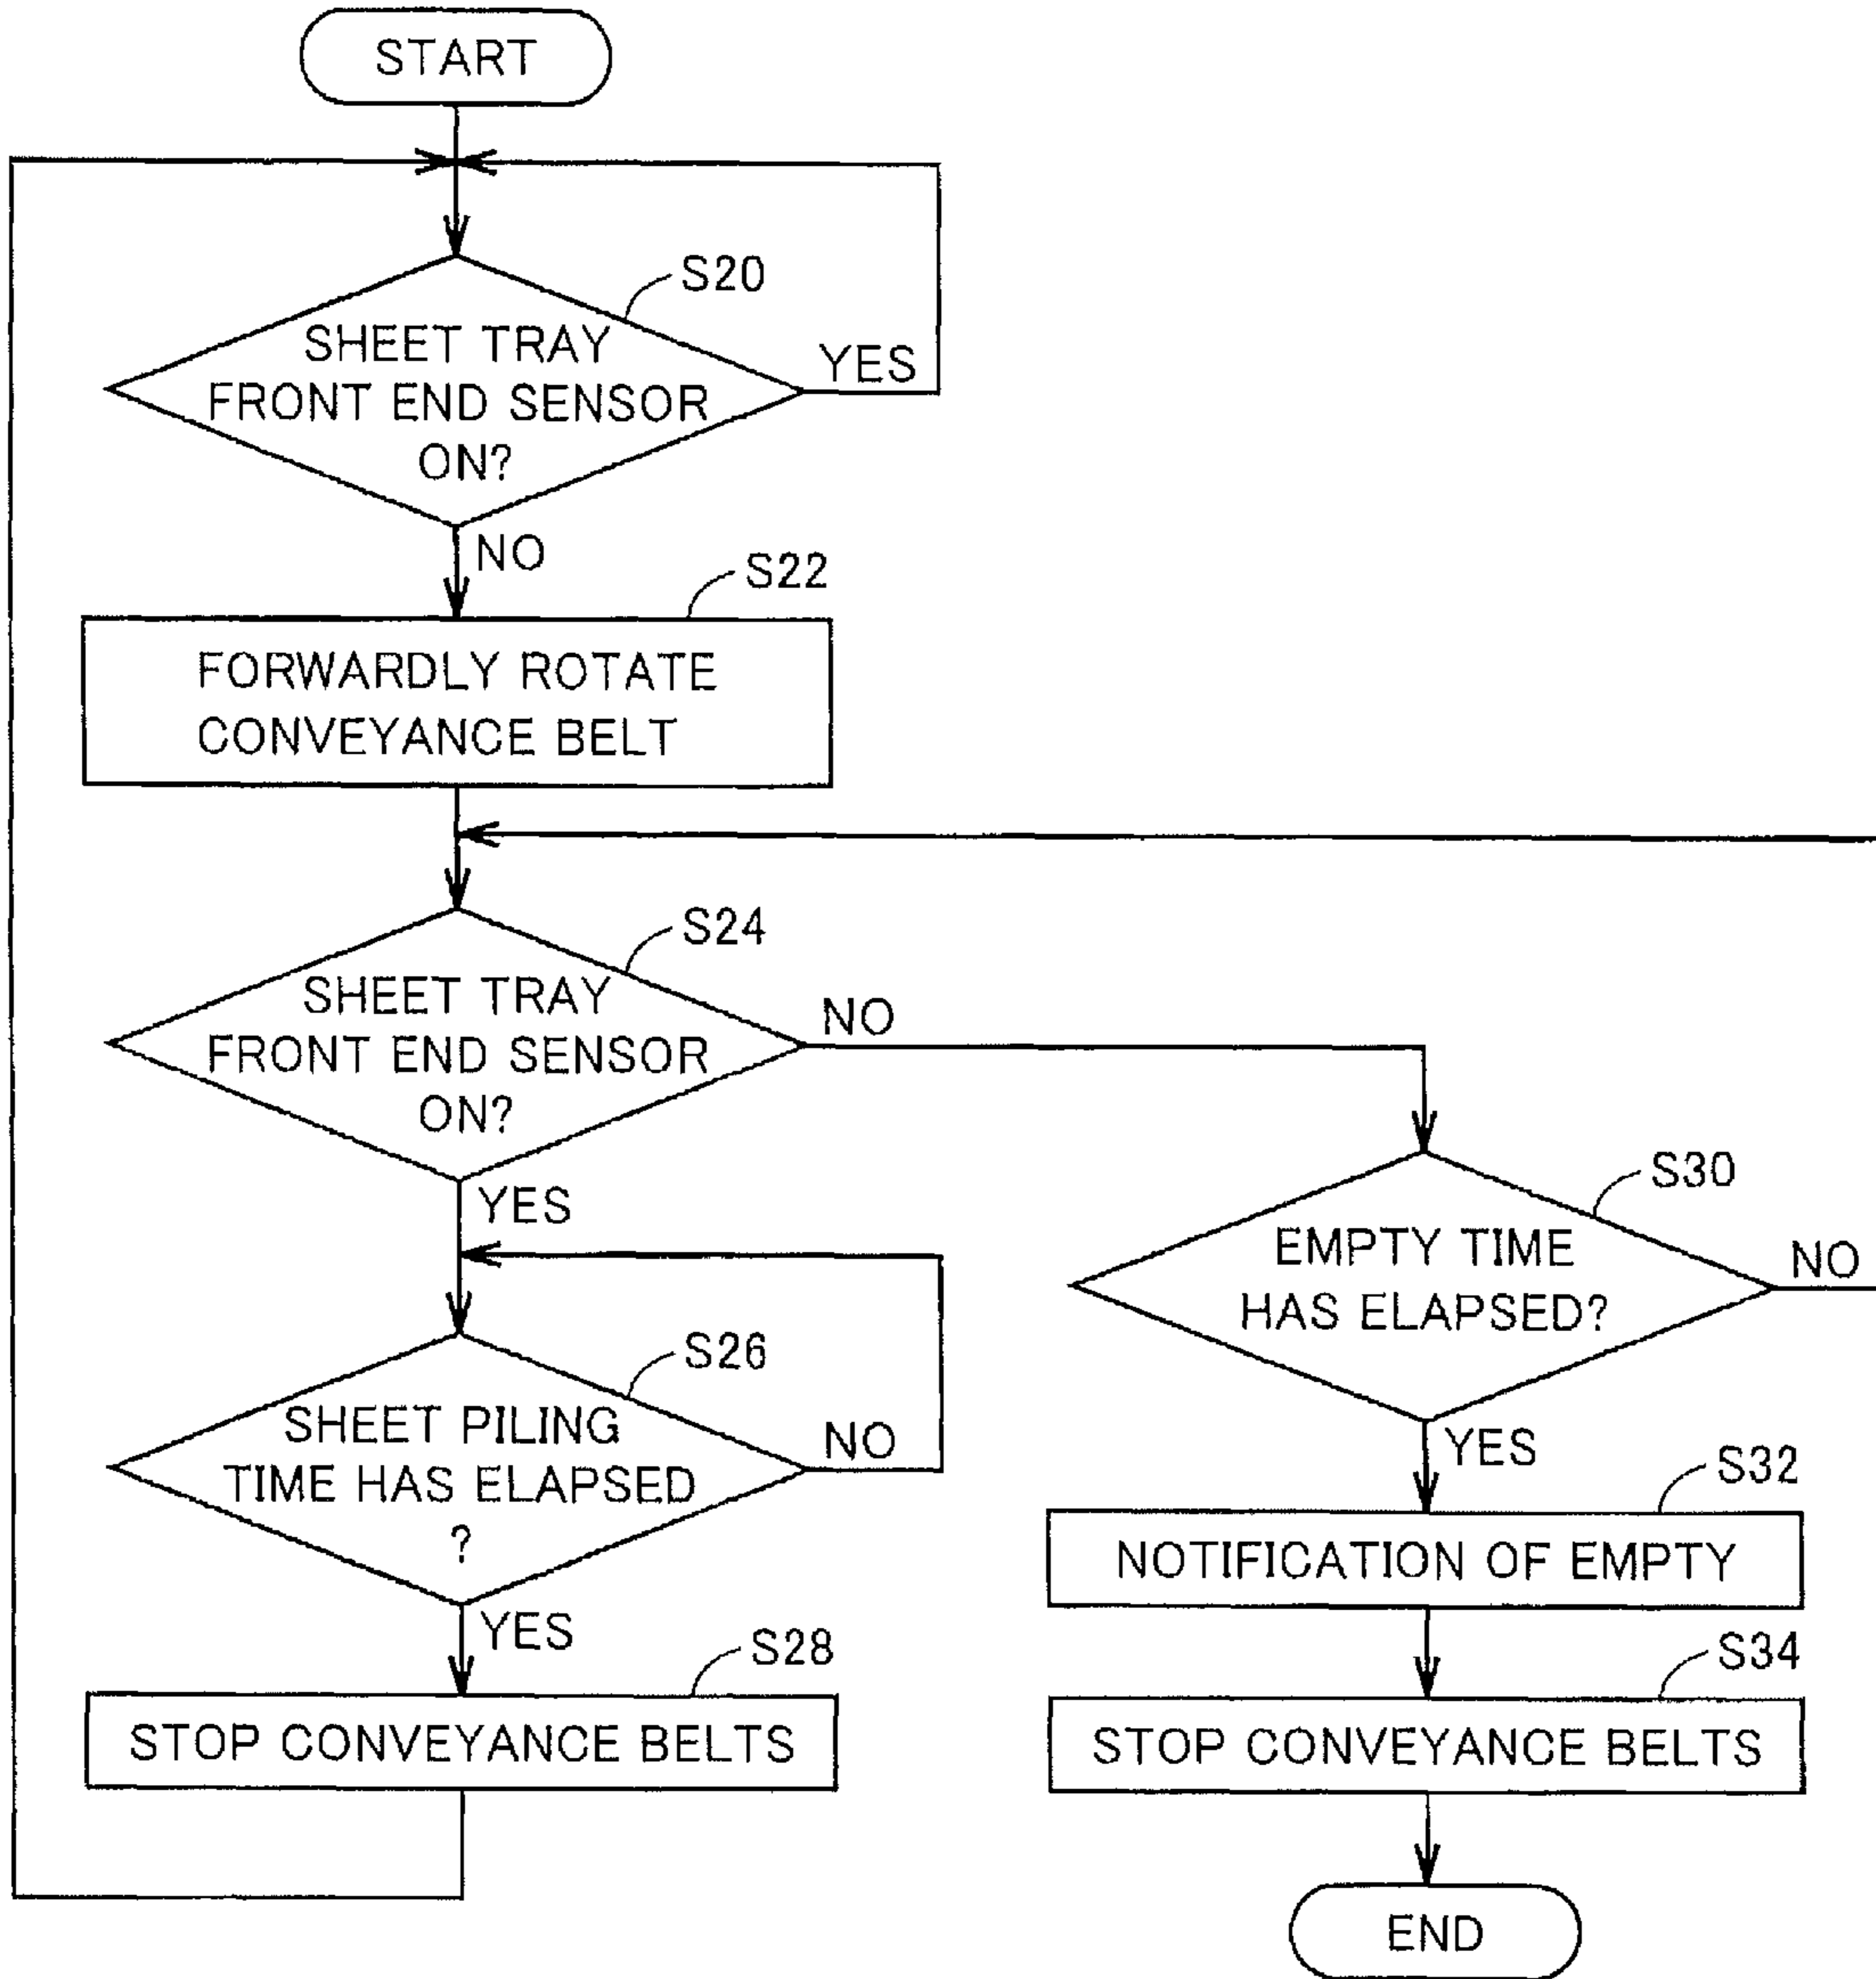 START
S20
SHEET TRAY
FRONT END SENSOR
ON?
YES
NO
S22
FORWARDLY ROTATE
CONVEYANCE BELT
S24
SHEET TRAY
FRONT END SENSOR
ON?
NO
YES
S26
SHEET PILING
TIME HAS ELAPSED
?
NO
YES
S28
STOP CONVEYANCE BELTS
S30
EMPTY TIME
HAS ELAPSED?
NO
YES
S32
NOTIFICATION OF EMPTY
S34
STOP CONVEYANCE BELTS
END